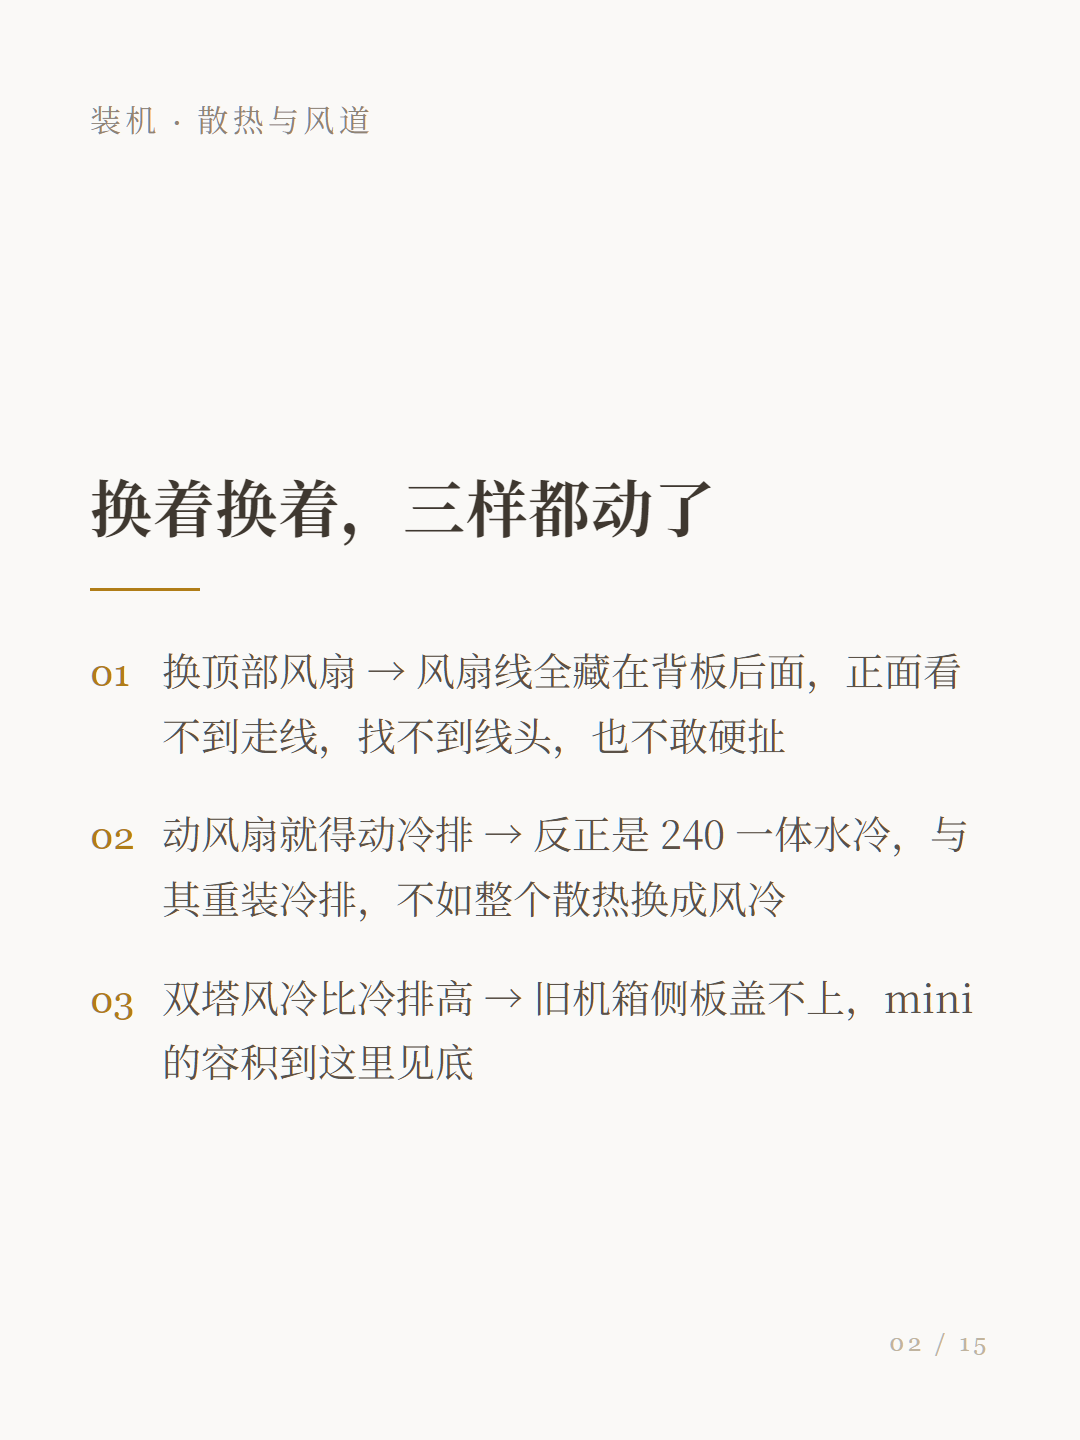 装机 · 散热与风道
换着换着，三样都动了
01 换顶部风扇 → 风扇线全藏在背板后面，正面看
不到走线，找不到线头，也不敢硬扯
02 动风扇就得动冷排 → 反正是 240 一体水冷，与
其重装冷排，不如整个散热换成风冷
03 双塔风冷比冷排高 → 旧机箱侧板盖不上，mini
的容积到这里见底
02 / 15